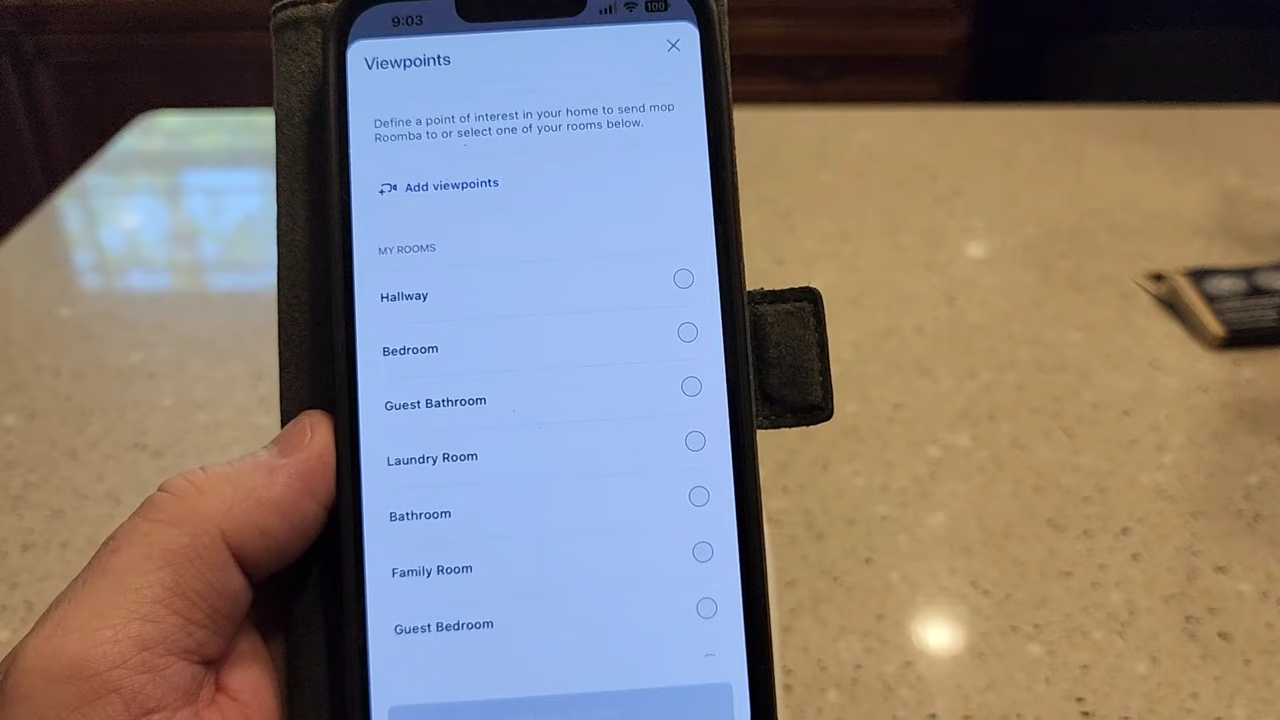 9:03
100
Viewpoints
Define a point of interest in your home to send mop
Roomba to or select one of your rooms below.
Add viewpoints
MY ROOMS
Hallway
Bedroom
Guest Bathroom
Laundry Room
Bathroom
Family Room
Guest Bedroom